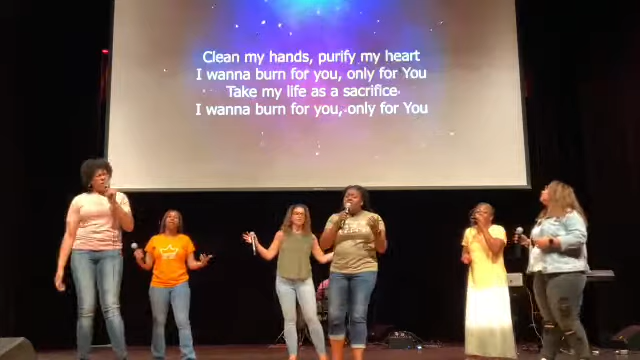 Clean my hands, purify my heart
I wanna burn for you, only for You
Take my life as a sacrifice
I wanna burn for you, only for You